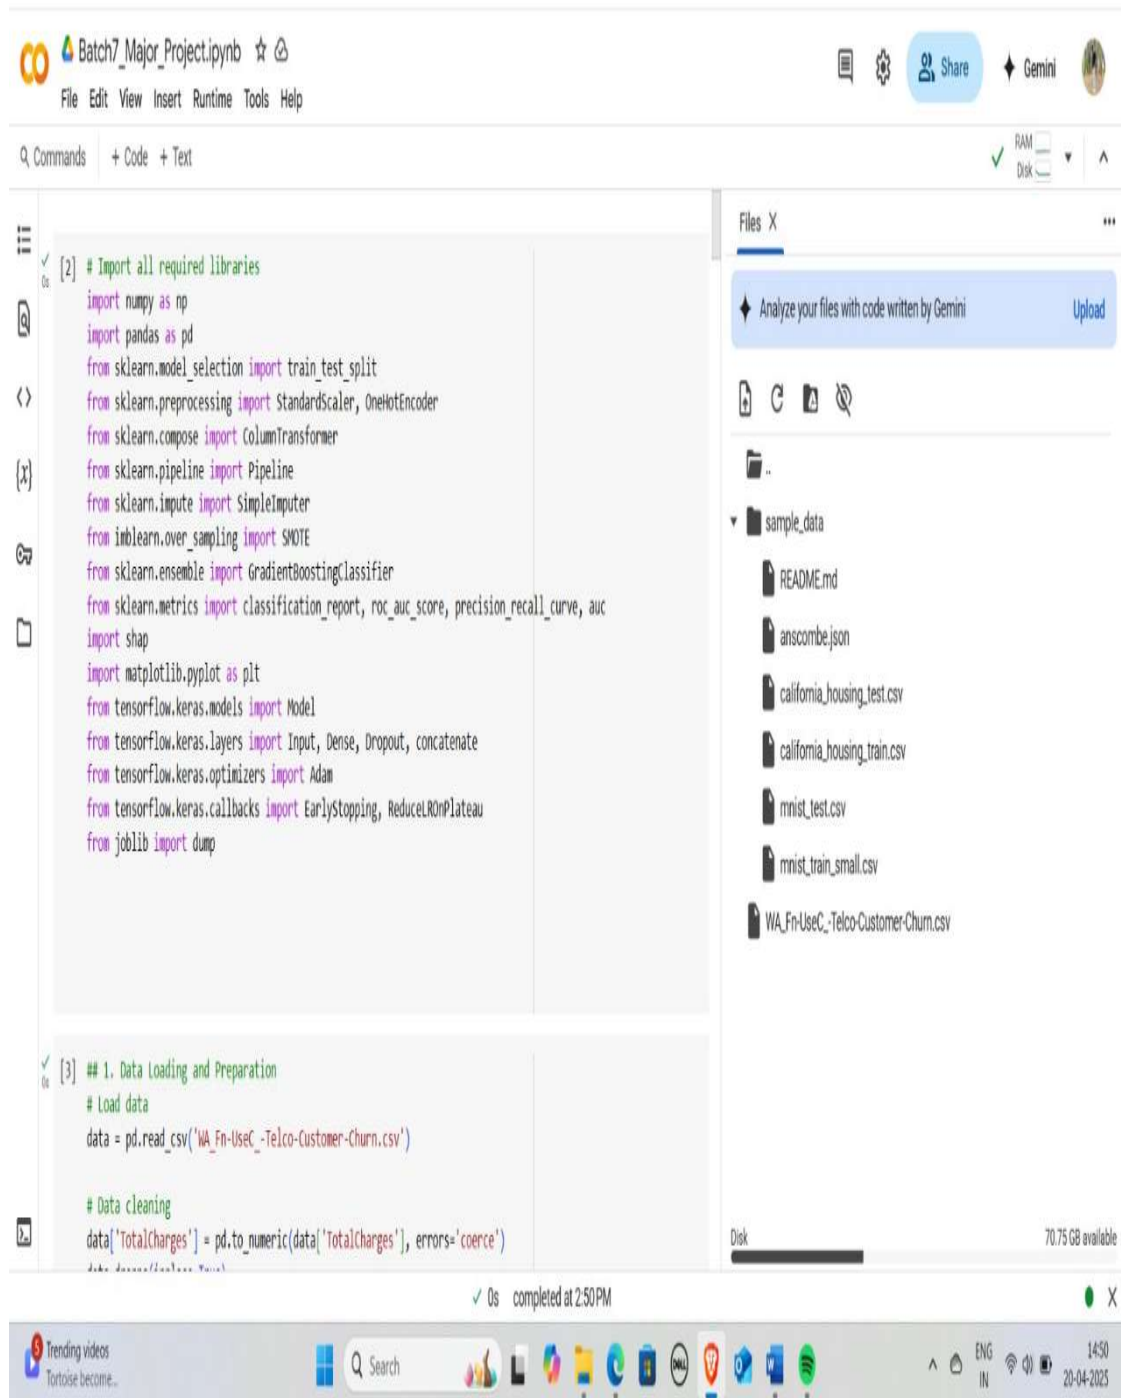 Batch7_Major_Project.ipynb
File Edit View Insert Runtime Tools Help
Share
Gemini
Commands
+ Code + Text
RAM
Disk
Files X
Analyze your files with code written by Gemini
Upload
..
sample_data
README.md
anscombe.json
california_housing_test.csv
california_housing_train.csv
mnist_test.csv
mnist_train_small.csv
WA_Fn-UseC_-Telco-Customer-Churn.csv
Disk
70.75 GB available
0s
[2] # Import all required libraries
import numpy as np
import pandas as pd
from sklearn.model_selection import train_test_split
from sklearn.preprocessing import StandardScaler, OneHotEncoder
from sklearn.compose import ColumnTransformer
from sklearn.pipeline import Pipeline
from sklearn.impute import SimpleImputer
from imblearn.over_sampling import SMOTE
from sklearn.ensemble import GradientBoostingClassifier
from sklearn.metrics import classification_report, roc_auc_score, precision_recall_curve, auc
import shap
import matplotlib.pyplot as plt
from tensorflow.keras.models import Model
from tensorflow.keras.layers import Input, Dense, Dropout, concatenate
from tensorflow.keras.optimizers import Adam
from tensorflow.keras.callbacks import EarlyStopping, ReduceLROnPlateau
from joblib import dump
0s
[3] ## 1. Data Loading and Preparation
# Load data
data = pd.read_csv('WA_Fn-UseC_-Telco-Customer-Churn.csv')
# Data cleaning
data['TotalCharges'] = pd.to_numeric(data['TotalCharges'], errors='coerce')
0s completed at 2:50 PM
5
Trending videos
Tortoise become...
Search
DELL
ENG
IN
14:50
20-04-2025